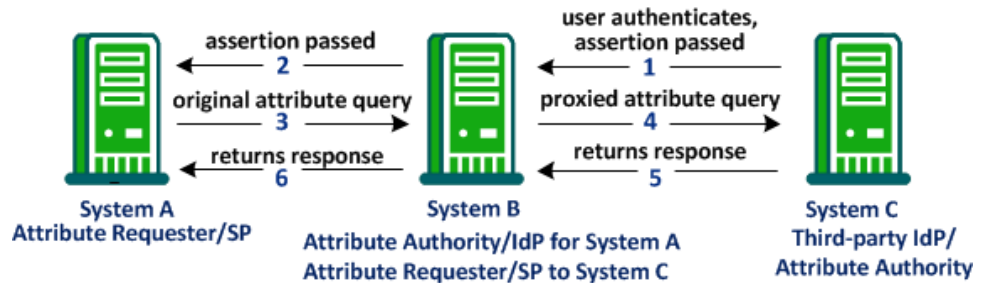 assertion passed
2
user authenticates,
assertion passed
1
original attribute query
3
proxied attribute query
4
returns response
6
returns response
5
System A
Attribute Requester/SP
System B
Attribute Authority/IdP for System A
Attribute Requester/SP to System C
System C
Third-party IdP/
Attribute Authority